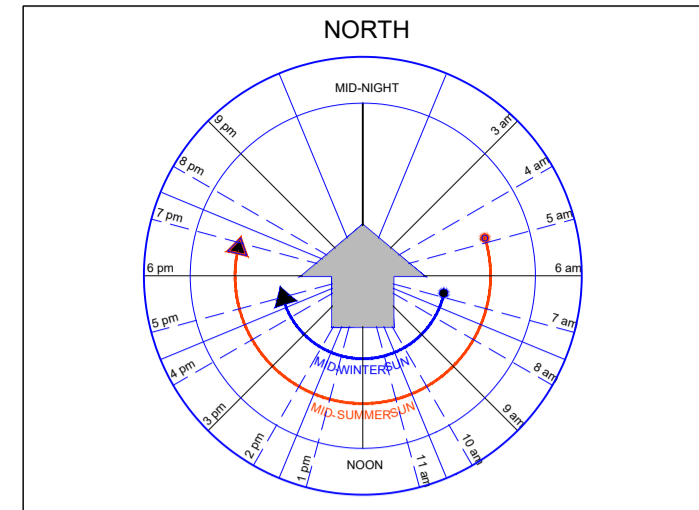 NORTH
MID-NIGHT
9 pm
3 am
8 pm
4 am
7 pm
5 am
6 pm
6 am
5 pm
7 am
4 pm
8 am
MID-WINTER SUN
MID-SUMMER SUN
3 pm
9 am
2 pm
10 am
1 pm
NOON
11 am